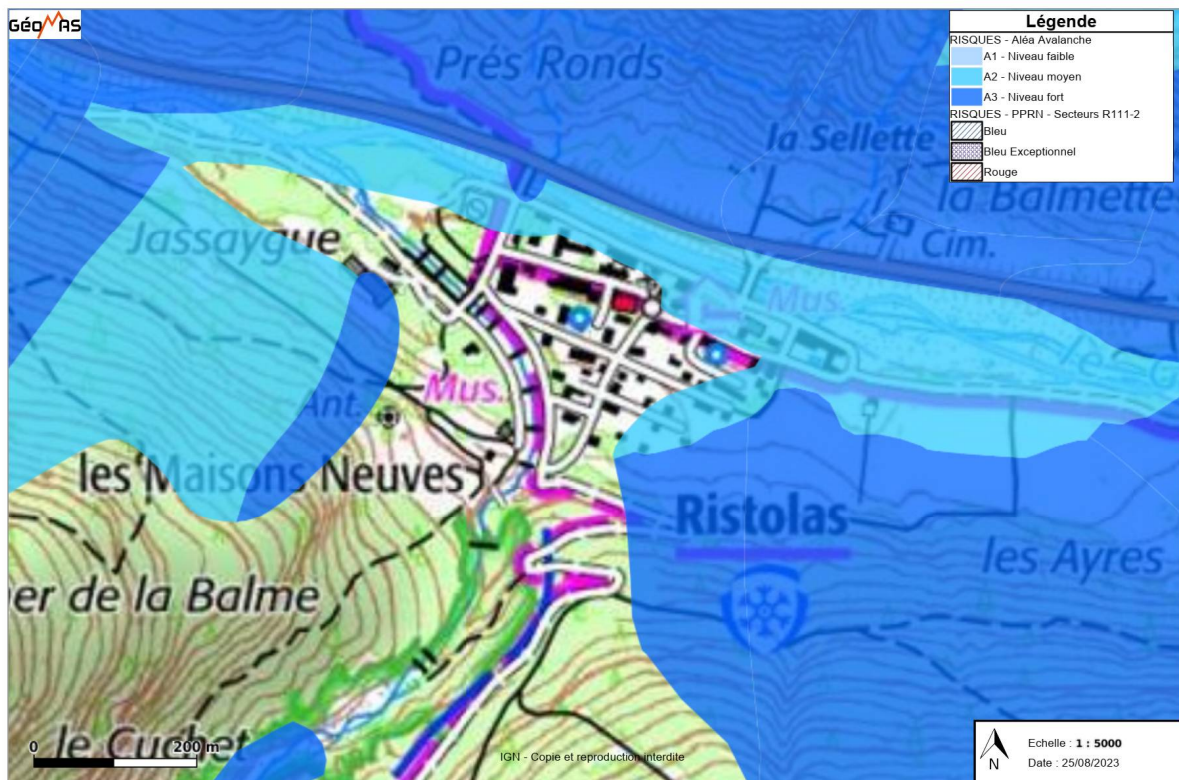 GéoMAS
Prés Ronds
la Sellette
la Balmette
Cim.
Jassaygue
Mus.
Mus.
Ant.
les Maisons Neuves
Ristolas
les Ayres
er de la Balme
le Cuchet
0 200 m
IGN - Copie et reproduction interdite
Légende
RISQUES - Aléa Avalanche
A1 - Niveau faible
A2 - Niveau moyen
A3 - Niveau fort
RISQUES - PPRN - Secteurs R111-2
Bleu
Bleu Exceptionnel
Rouge
N
Echelle : 1 : 5000
Date : 25/08/2023